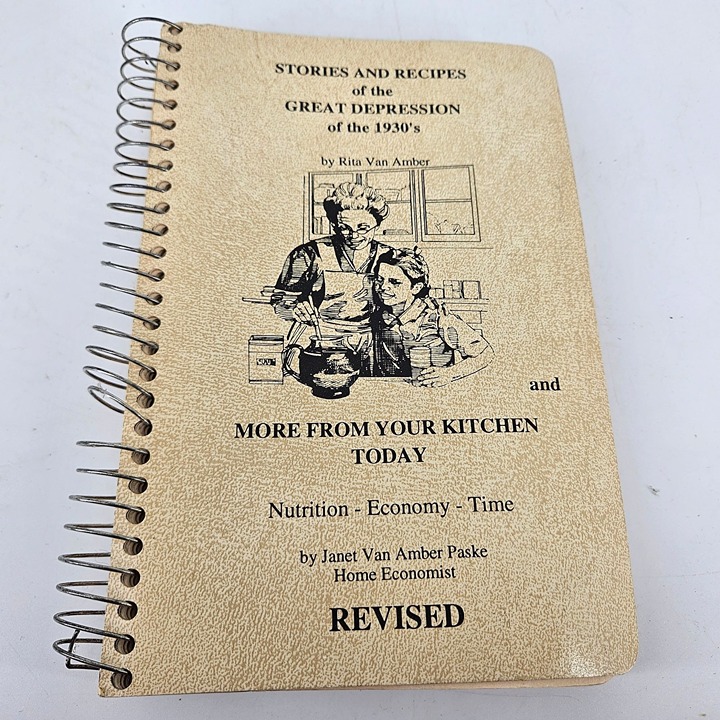 STORIES AND RECIPES
of the
GREAT DEPRESSION
of the 1930's
by Rita Van Amber
and
MORE FROM YOUR KITCHEN
TODAY
Nutrition - Economy - Time
by Janet Van Amber Paske
Home Economist
REVISED